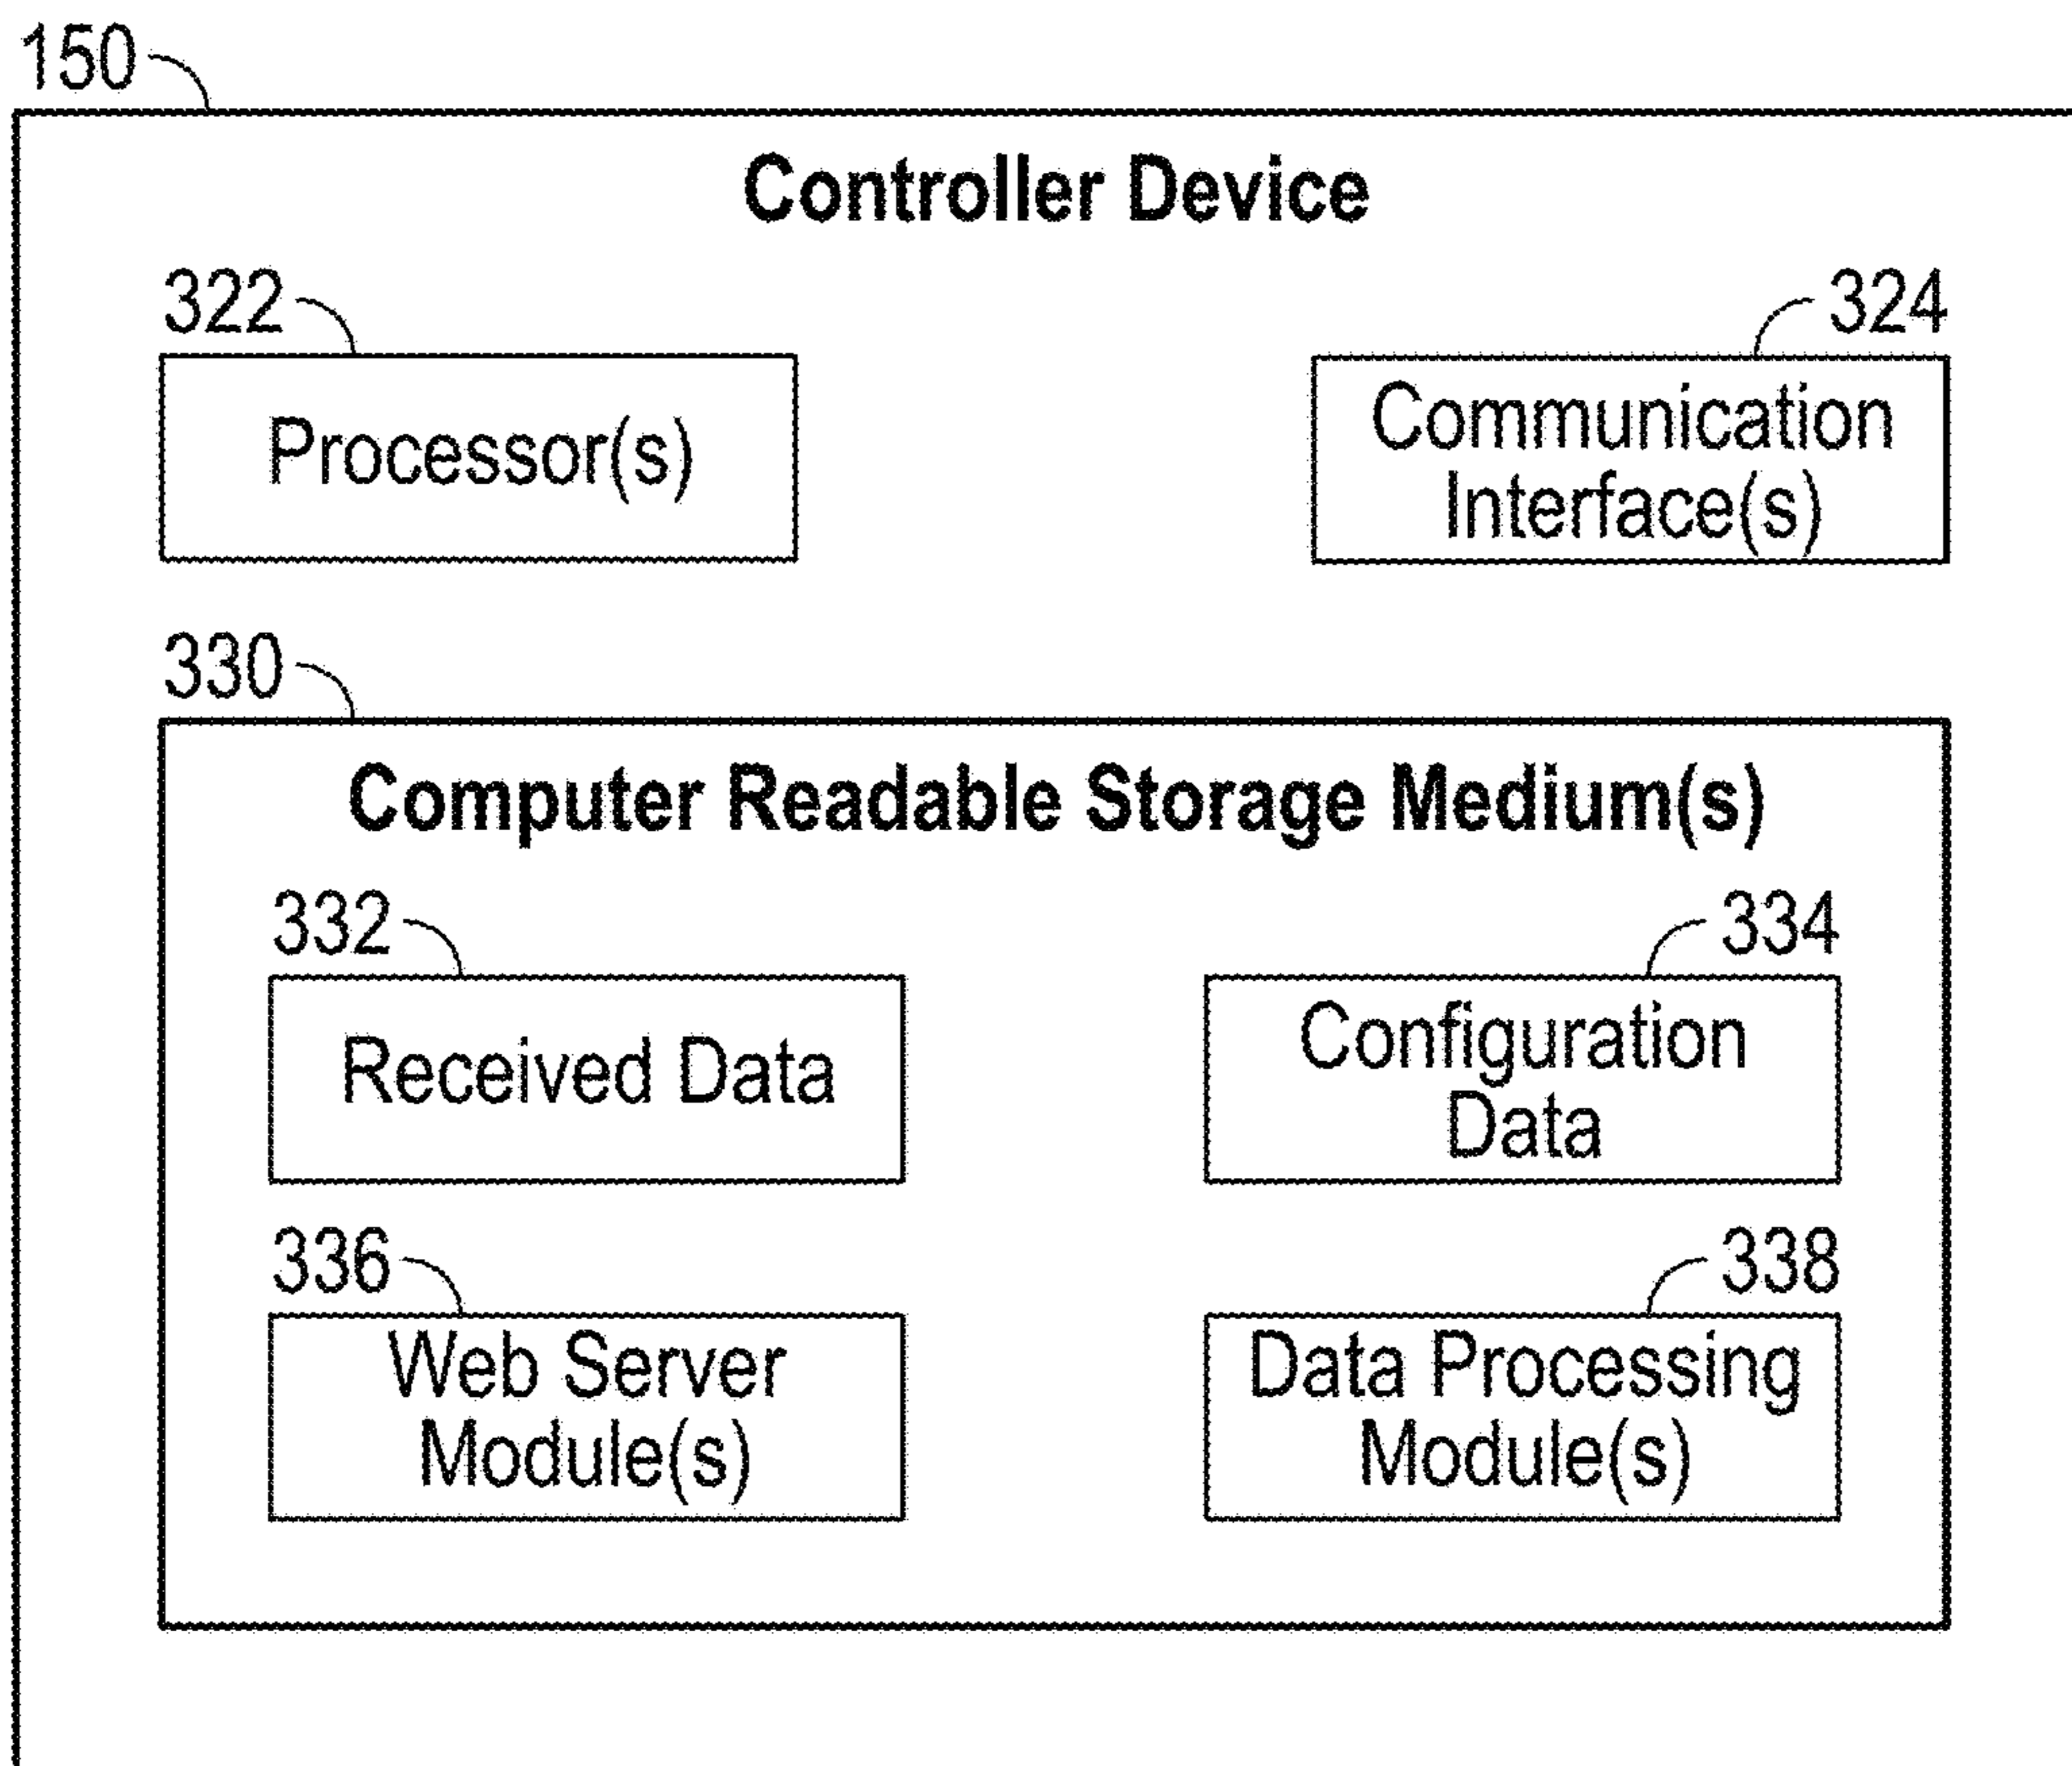 150
Controller Device
322
324
Processor(s)
Communication
Interface(s)
330
Computer Readable Storage Medium(s)
332
334
Received Data
Configuration
Data
336
338
Web Server
Module(s)
Data Processing
Module(s)